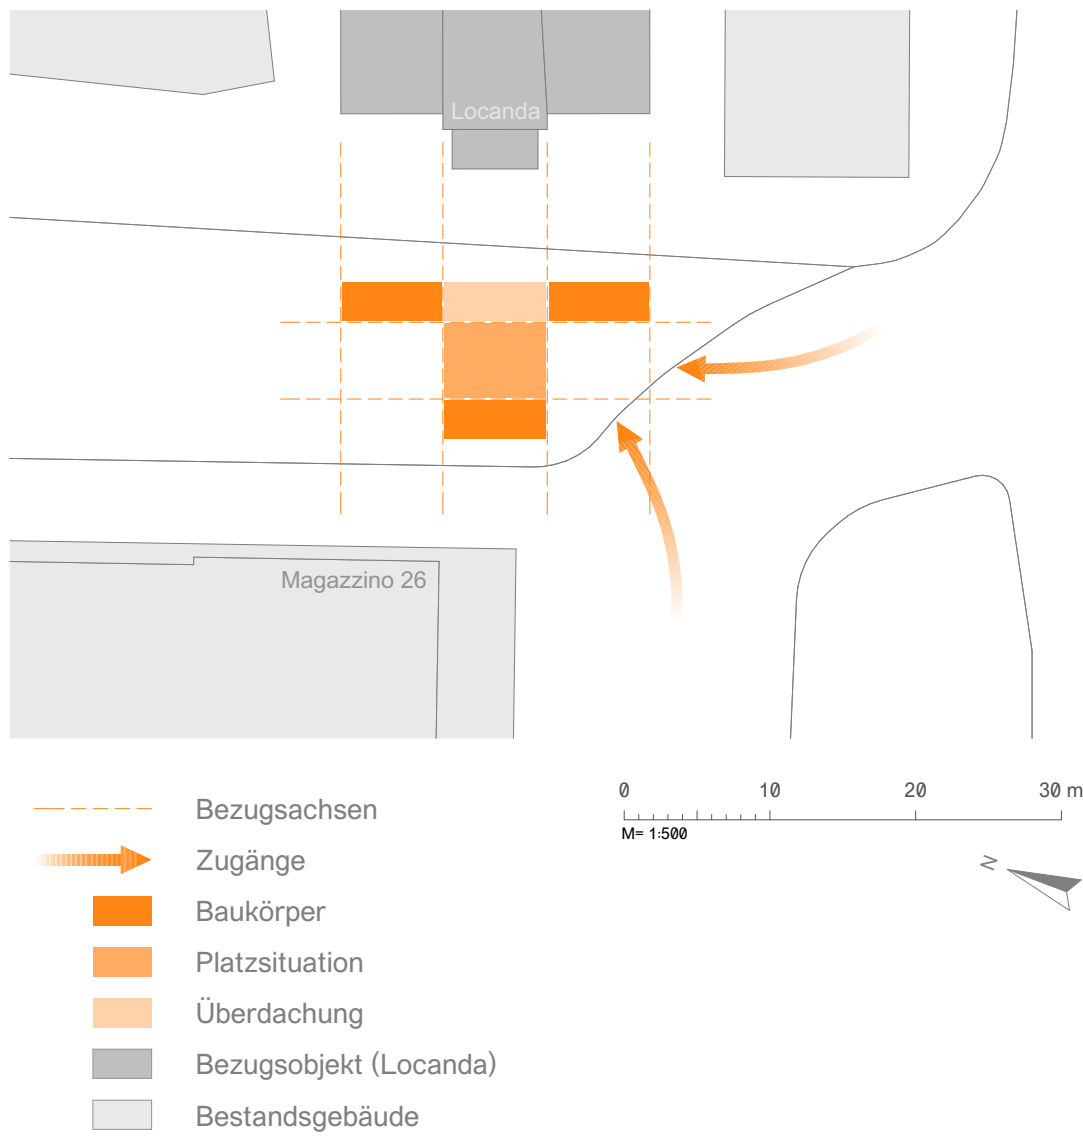 Locanda
Magazzino 26
0 10 20 30 m
M= 1:500
N
Bezugsachsen
Zugänge
Baukörper
Platzsituation
Überdachung
Bezugsobjekt (Locanda)
Bestandsgebäude